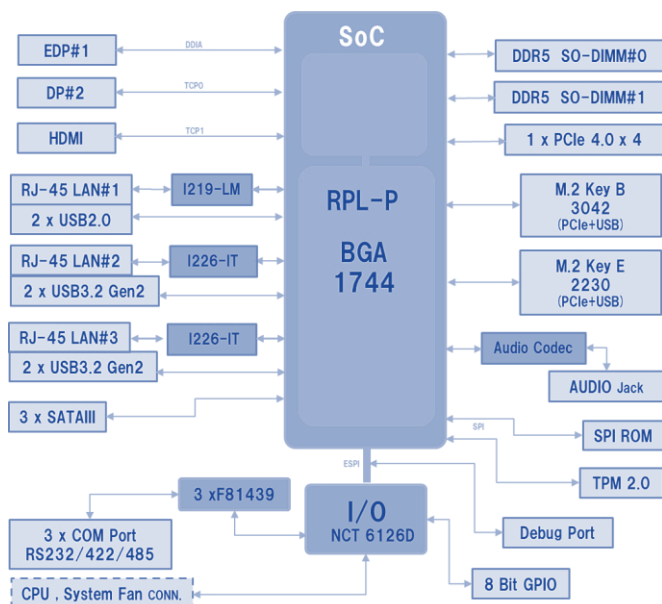 SoC
RPL-P
BGA
1744
EDP#1
DDIA
DP#2
TCP0
HDMI
TCP1
RJ-45 LAN#1
I219-LM
2 x USB2.0
RJ-45 LAN#2
I226-IT
2 x USB3.2 Gen2
RJ-45 LAN#3
I226-IT
2 x USB3.2 Gen2
3 x SATAIII
DDR5 SO-DIMM#0
DDR5 SO-DIMM#1
1 x PCIe 4.0 x 4
M.2 Key B
3042
(PCIe+USB)
M.2 Key E
2230
(PCIe+USB)
Audio Codec
AUDIO Jack
SPI
SPI ROM
TPM 2.0
ESPI
3 xF81439
I/O
NCT 6126D
3 x COM Port
RS232/422/485
Debug Port
8 Bit GPIO
CPU , System Fan CONN.